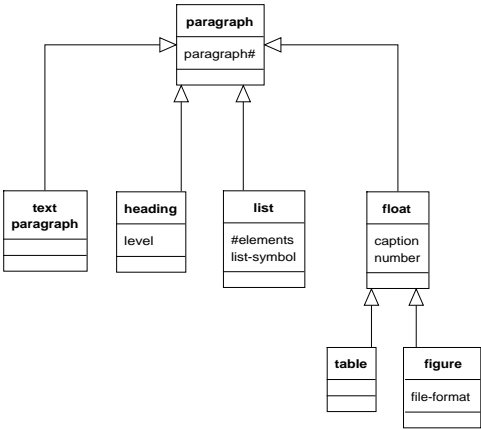 paragraph
paragraph#
text
paragraph
heading
level
list
#elements
list-symbol
float
caption
number
table
figure
file-format